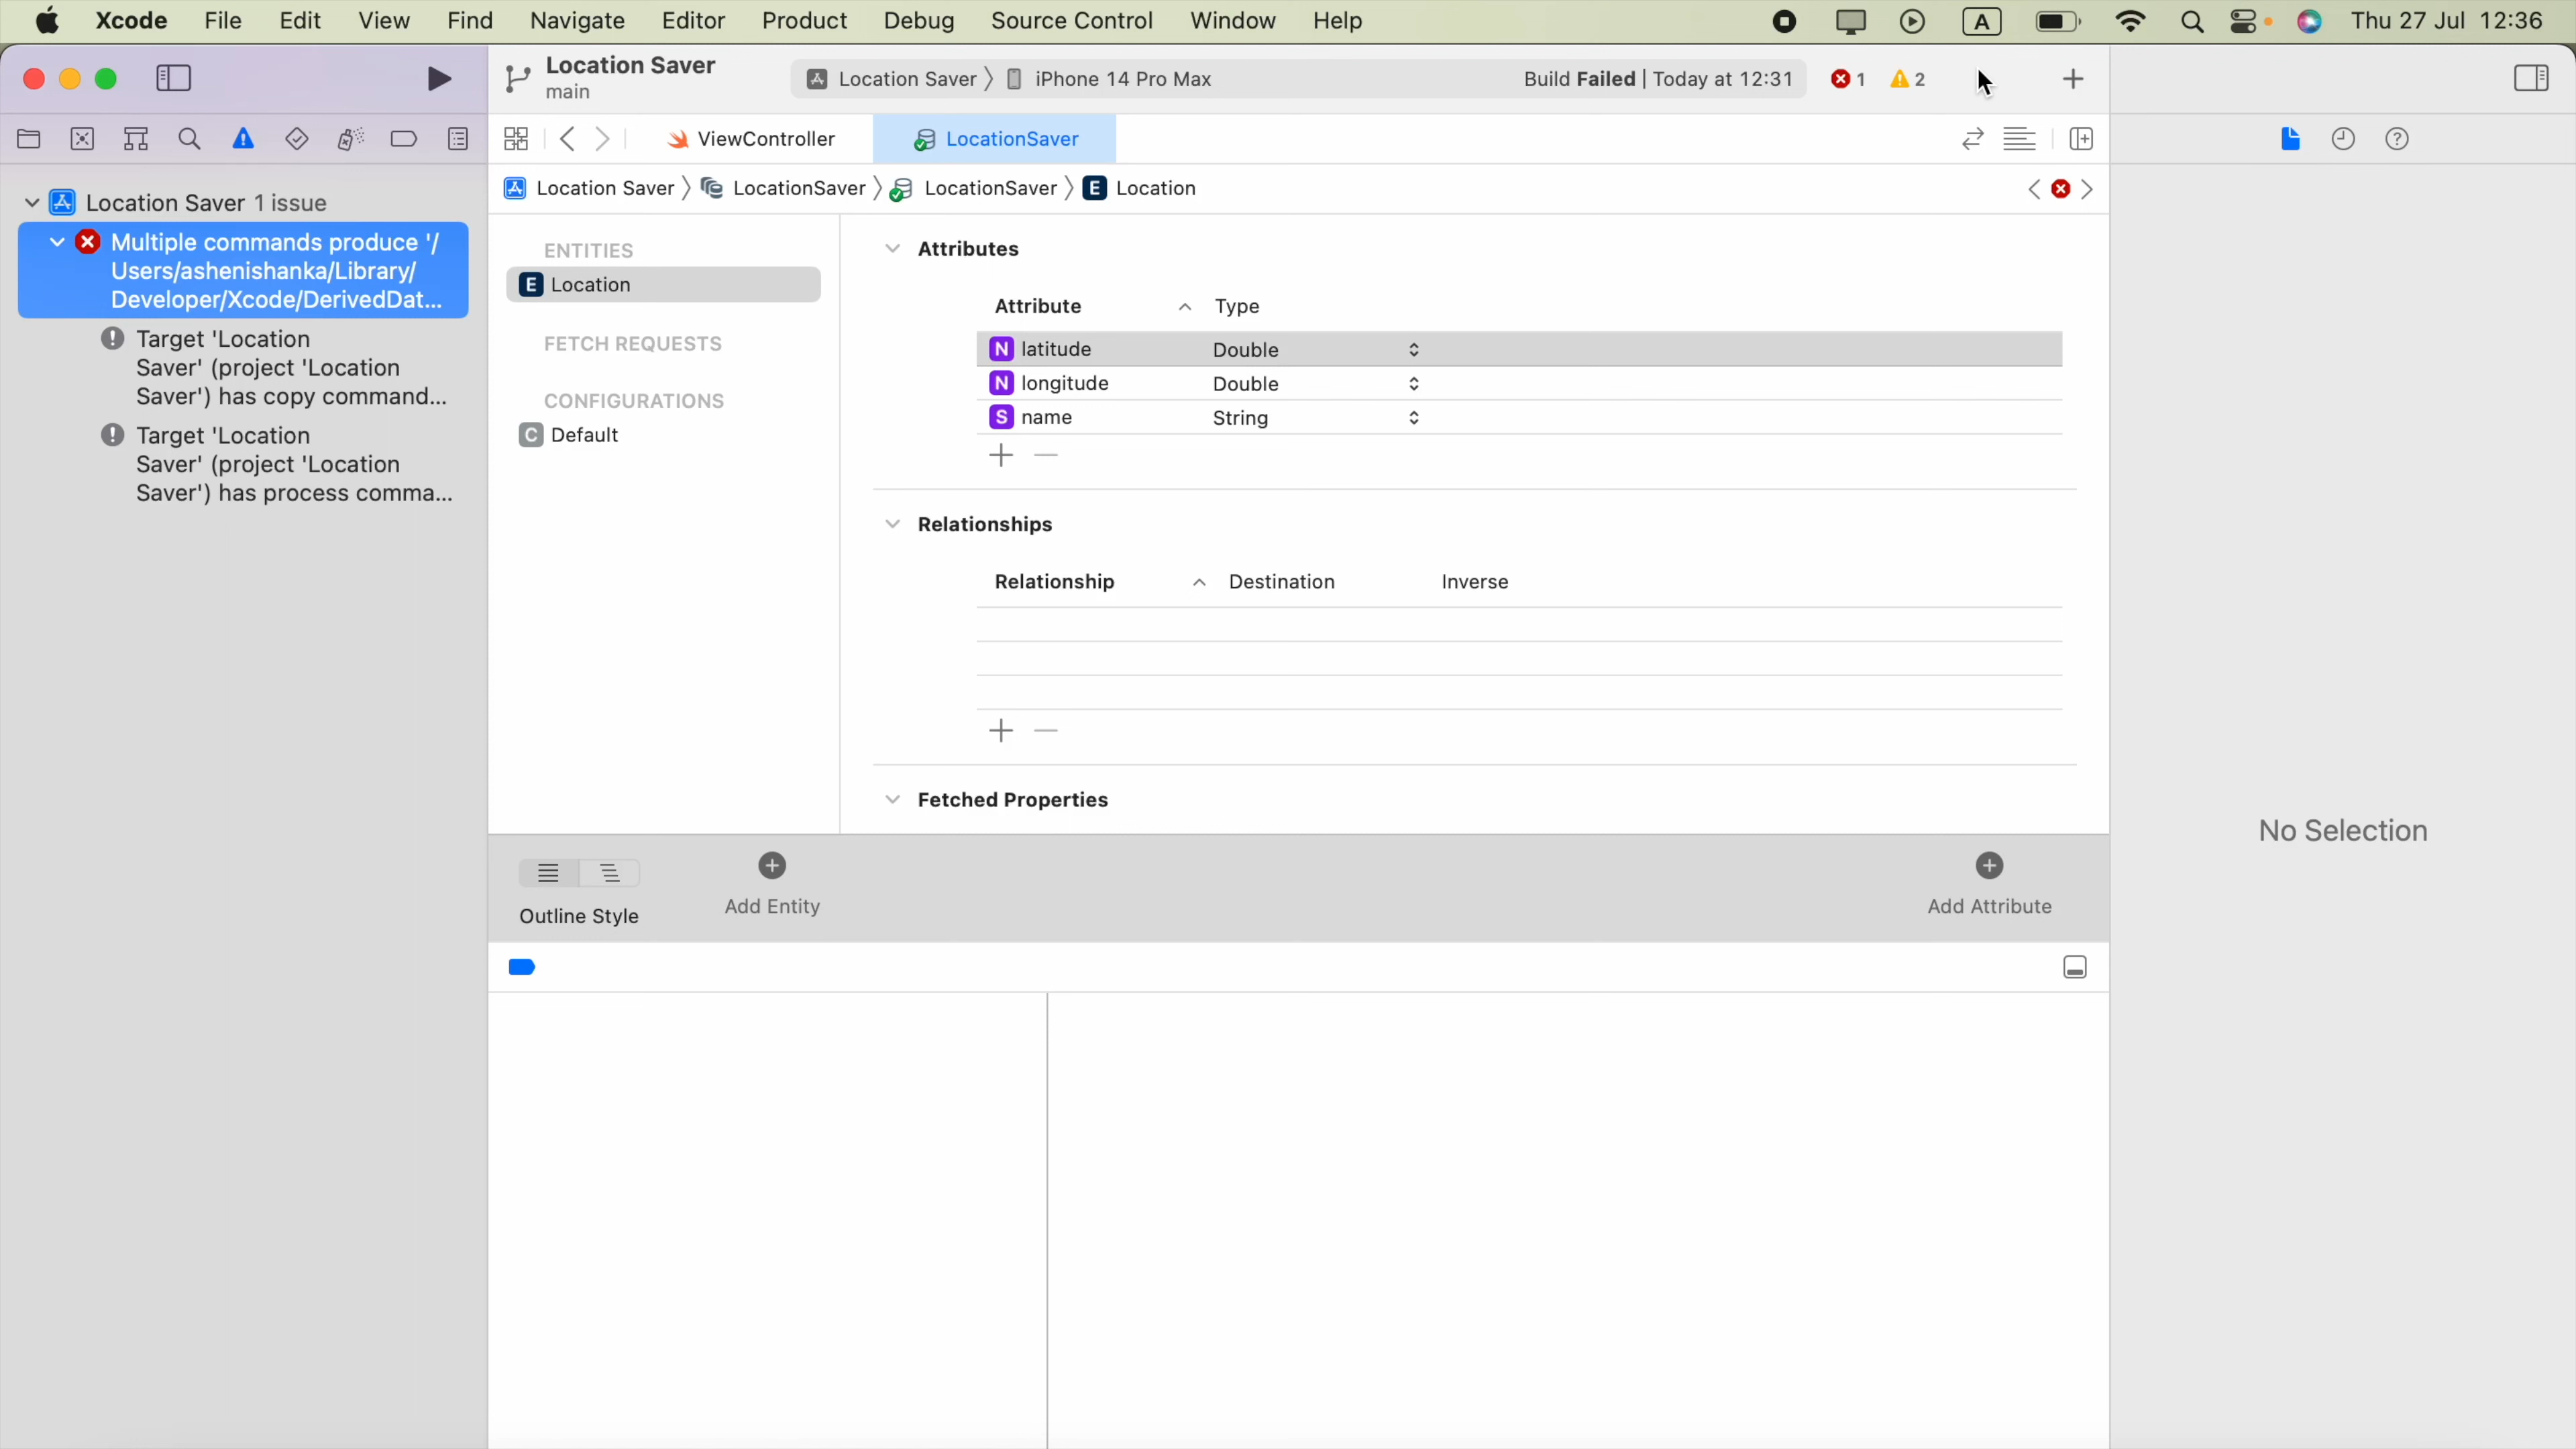 Xcode File Edit View Find Navigate Editor Product Debug Source Control Window Help A Thu 27 Jul 12:36
Location Saver
main
Location Saver iPhone 14 Pro Max Build Failed | Today at 12:31 1 2
ViewController LocationSaver
Location Saver LocationSaver LocationSaver E Location
Location Saver 1 issue
Multiple commands produce '/
Users/ashenishanka/Library/
Developer/Xcode/DerivedDat...
Target 'Location
Saver' (project 'Location
Saver') has copy command...
Target 'Location
Saver' (project 'Location
Saver') has process comma...
ENTITIES
E Location
FETCH REQUESTS
CONFIGURATIONS
C Default
Attributes
Attribute Type
N latitude Double
N longitude Double
S name String
Relationships
Relationship Destination Inverse
Fetched Properties
Outline Style
Add Entity
Add Attribute
No Selection